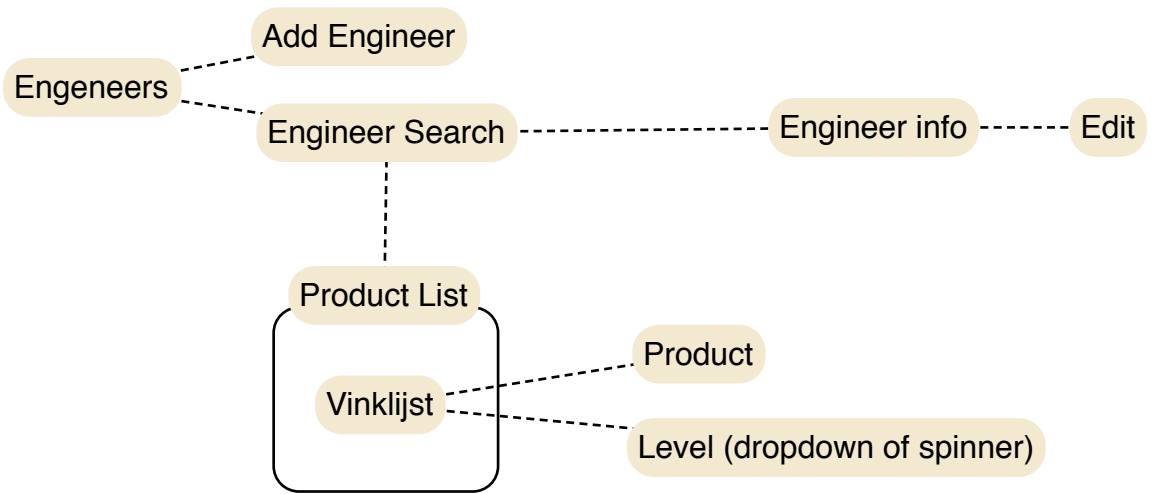 Add Engineer
Engeneers
Engineer Search
Engineer info
Edit
Product List
Product
Vinklijst
Level (dropdown of spinner)